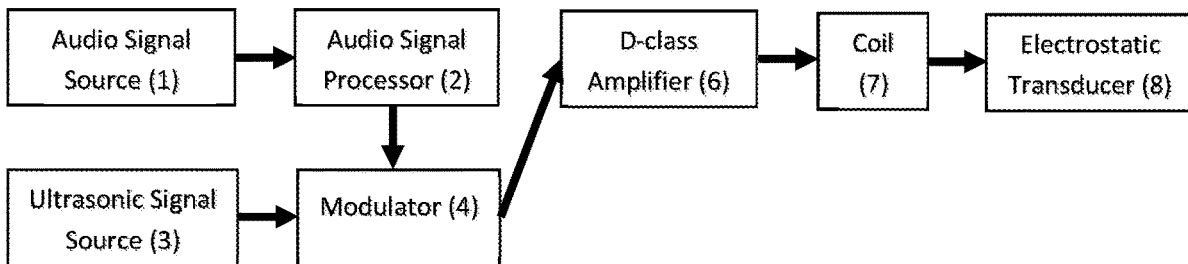 Audio Signal
Source (1)
Audio Signal
Processor (2)
D-class
Amplifier (6)
Coil
(7)
Electrostatic
Transducer (8)
Ultrasonic Signal
Source (3)
Modulator (4)